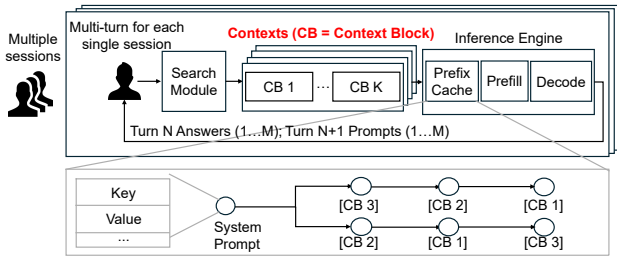 Multiple
sessions
Multi-turn for each
single session
Contexts (CB = Context Block)
Inference Engine
Search
Module
CB 1
...
CB K
Prefix
Cache
Prefill
Decode
Turn N Answers (1...M); Turn N+1 Prompts (1...M)
Key
Value
...
System
Prompt
[CB 3]
[CB 2]
[CB 1]
[CB 2]
[CB 1]
[CB 3]